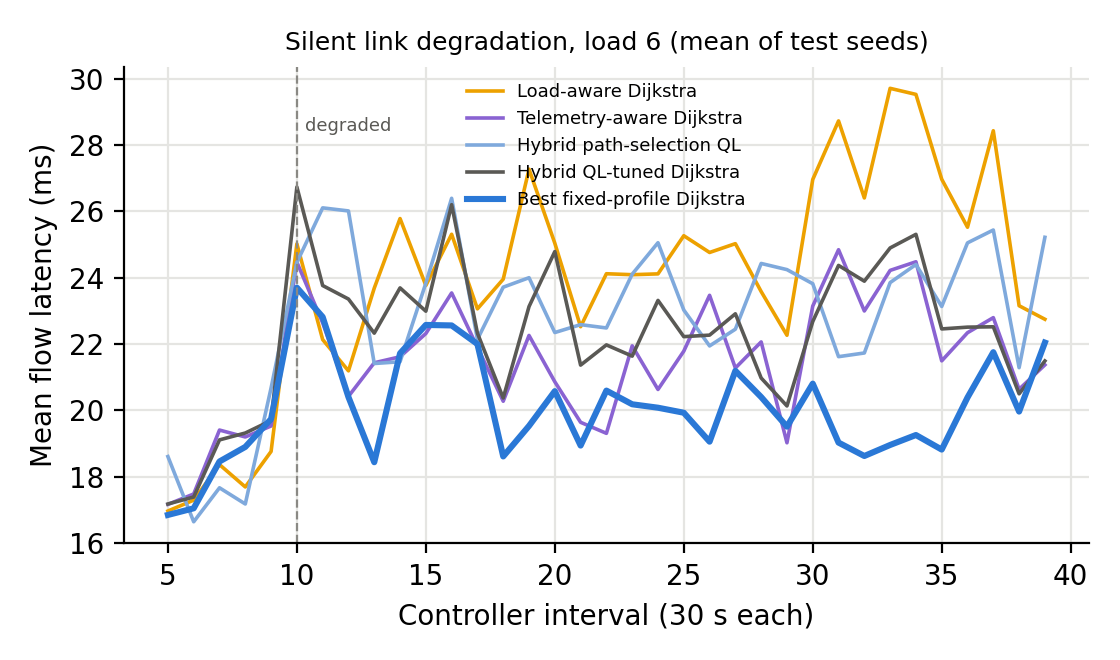 Silent link degradation, load 6 (mean of test seeds)
Mean flow latency (ms)
30
28
26
24
22
20
18
16
degraded
Load-aware Dijkstra
Telemetry-aware Dijkstra
Hybrid path-selection QL
Hybrid QL-tuned Dijkstra
Best fixed-profile Dijkstra
5 10 15 20 25 30 35 40
Controller interval (30 s each)